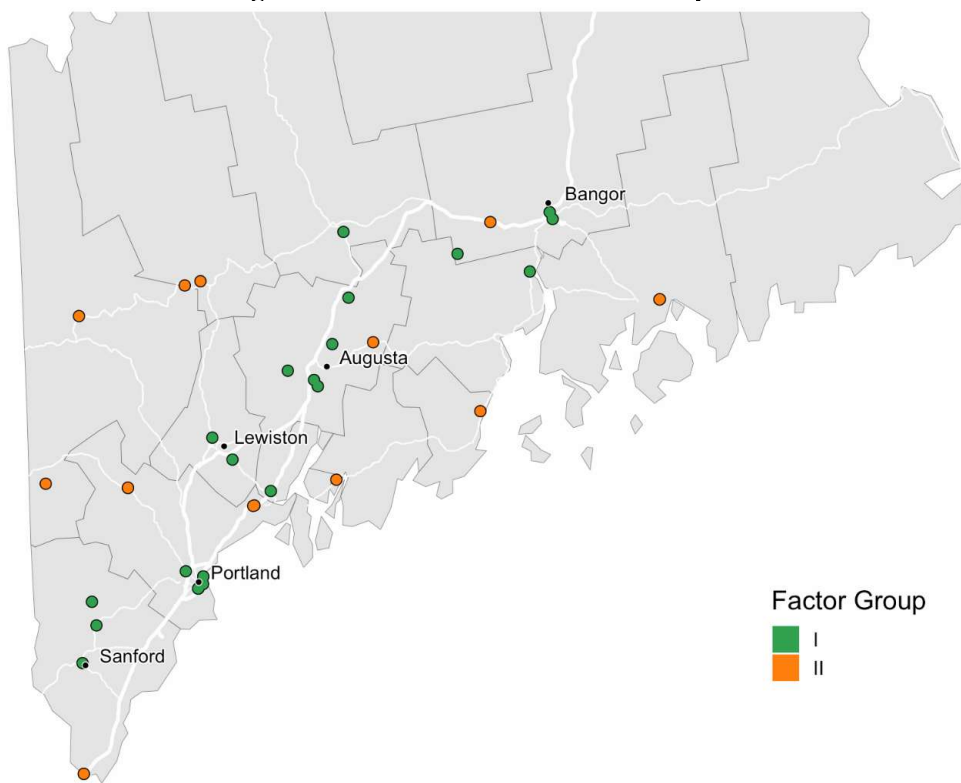 Bangor
Augusta
Lewiston
Portland
Sanford
Factor Group
I
II